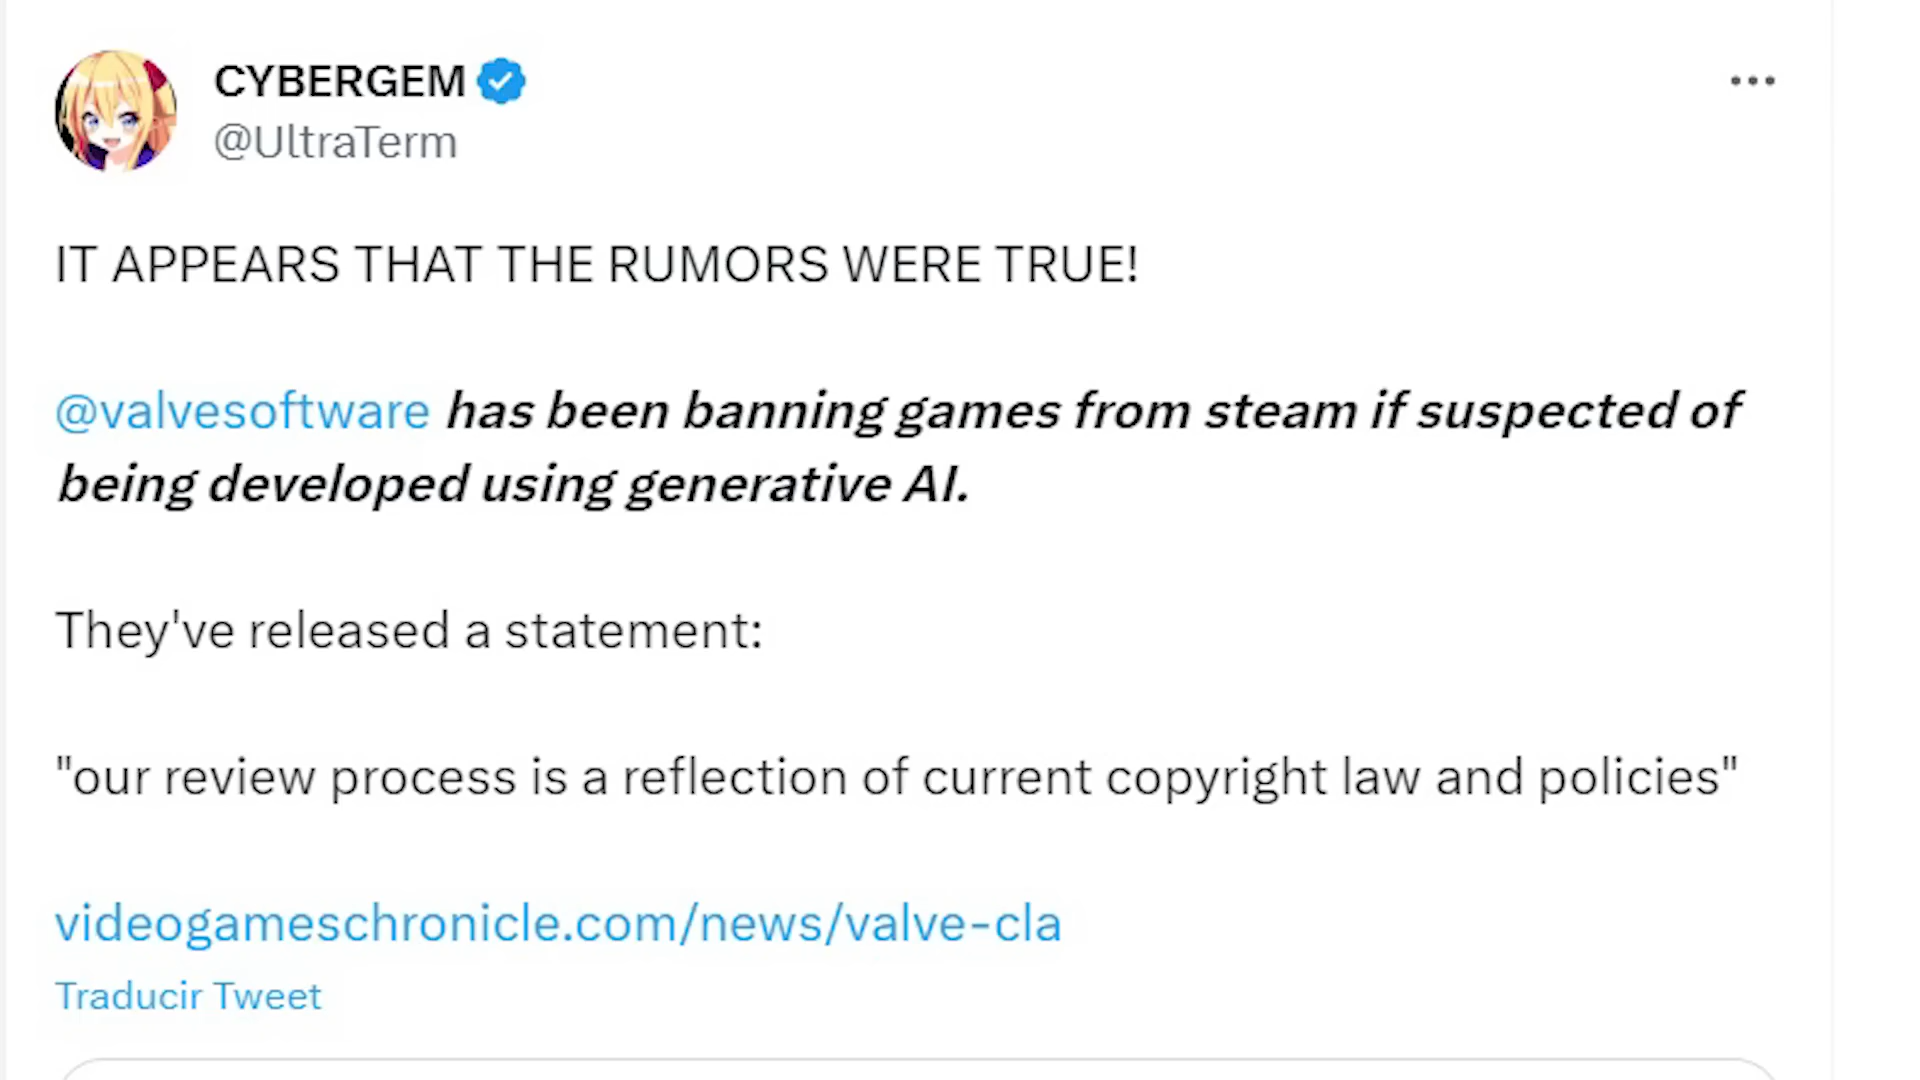 CYBERGEM
@UltraTerm
IT APPEARS THAT THE RUMORS WERE TRUE!
@valvesoftware has been banning games from steam if suspected of
being developed using generative AI.
They've released a statement:
"our review process is a reflection of current copyright law and policies"
videogameschronicle.com/news/valve-cla
Traducir Tweet